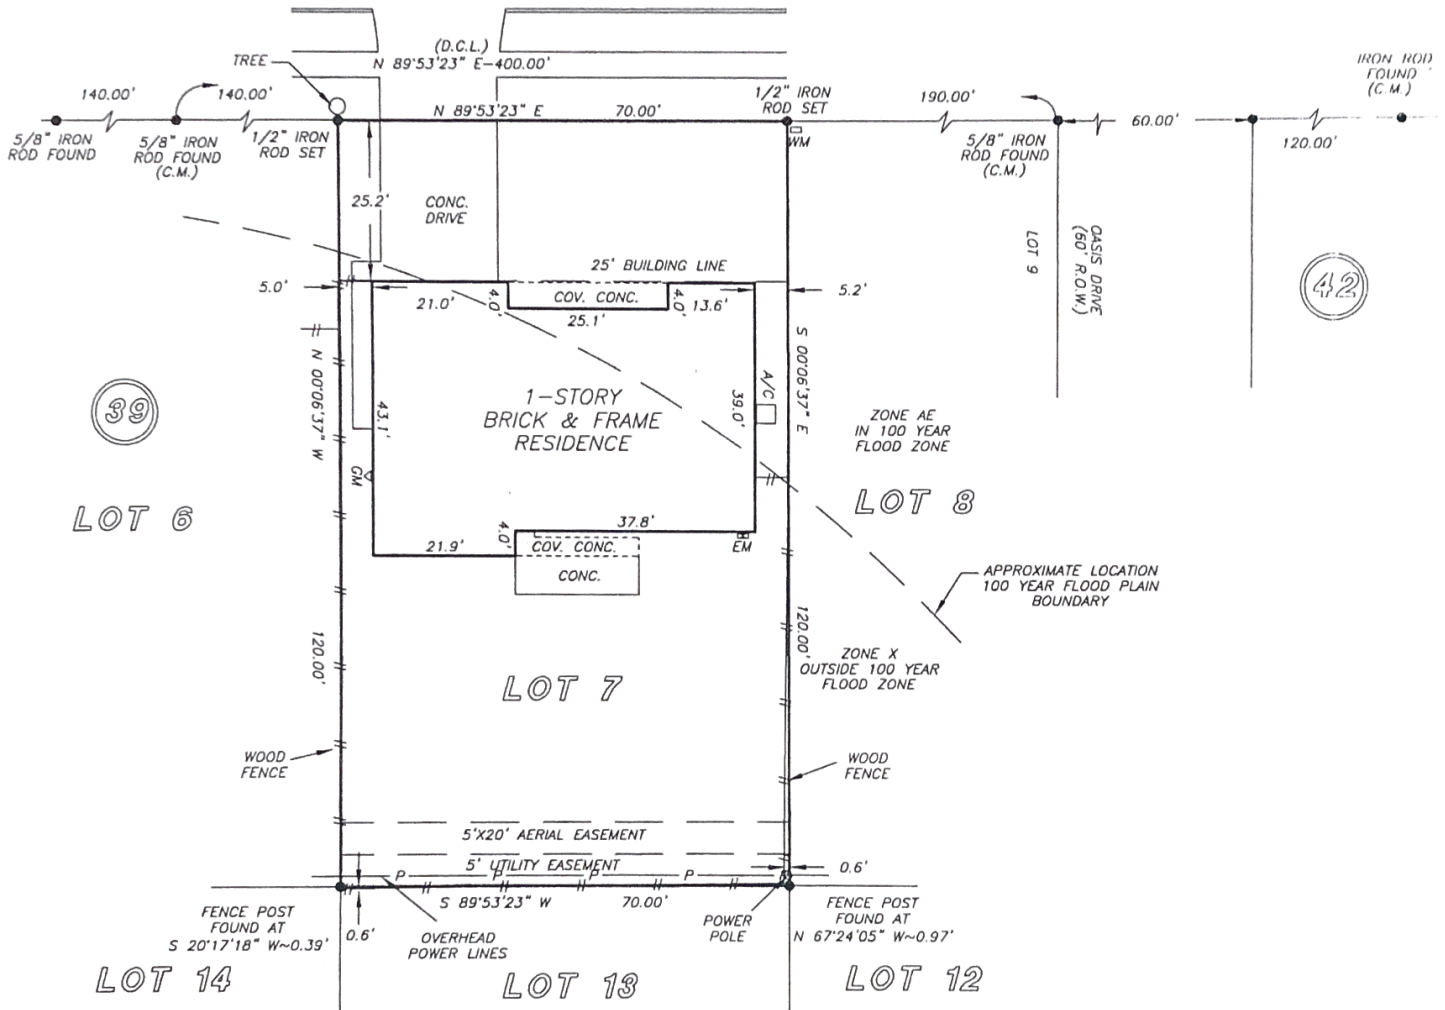 (D.C.L.)
N 89°53'23" E-400.00'
TREE
IRON ROD
FOUND
(C.M.)
140.00'
140.00'
N 89°53'23" E
70.00'
1/2" IRON
ROD SET
190.00'
60.00'
120.00'
5/8" IRON
ROD FOUND
5/8" IRON
ROD FOUND
(C.M.)
1/2" IRON
ROD SET
WM
5/8" IRON
ROD FOUND
(C.M.)
25.2'
CONC.
DRIVE
LOT 9
OASIS DRIVE
(60' R.O.W.)
42
25' BUILDING LINE
5.0'
21.0'
4.0'
COV. CONC.
25.1'
4.0'
13.6'
5.2'
N 00°06'37" W
S 00°06'37" E
39
43.1'
1-STORY
BRICK & FRAME
RESIDENCE
39.0'
A/C
ZONE AE
IN 100 YEAR
FLOOD ZONE
GM
LOT 6
LOT 8
37.8'
4.0'
21.9'
COV. CONC.
EM
CONC.
APPROXIMATE LOCATION
100 YEAR FLOOD PLAIN
BOUNDARY
120.00'
120.00'
ZONE X
OUTSIDE 100 YEAR
FLOOD ZONE
LOT 7
WOOD
FENCE
WOOD
FENCE
5'X20' AERIAL EASEMENT
5' UTILITY EASEMENT
P P P P
0.6'
S 89°53'23" W
70.00'
FENCE POST
FOUND AT
S 20°17'18" W~0.39'
0.6'
OVERHEAD
POWER LINES
POWER
POLE
FENCE POST
FOUND AT
N 67°24'05" W~0.97'
LOT 14
LOT 13
LOT 12